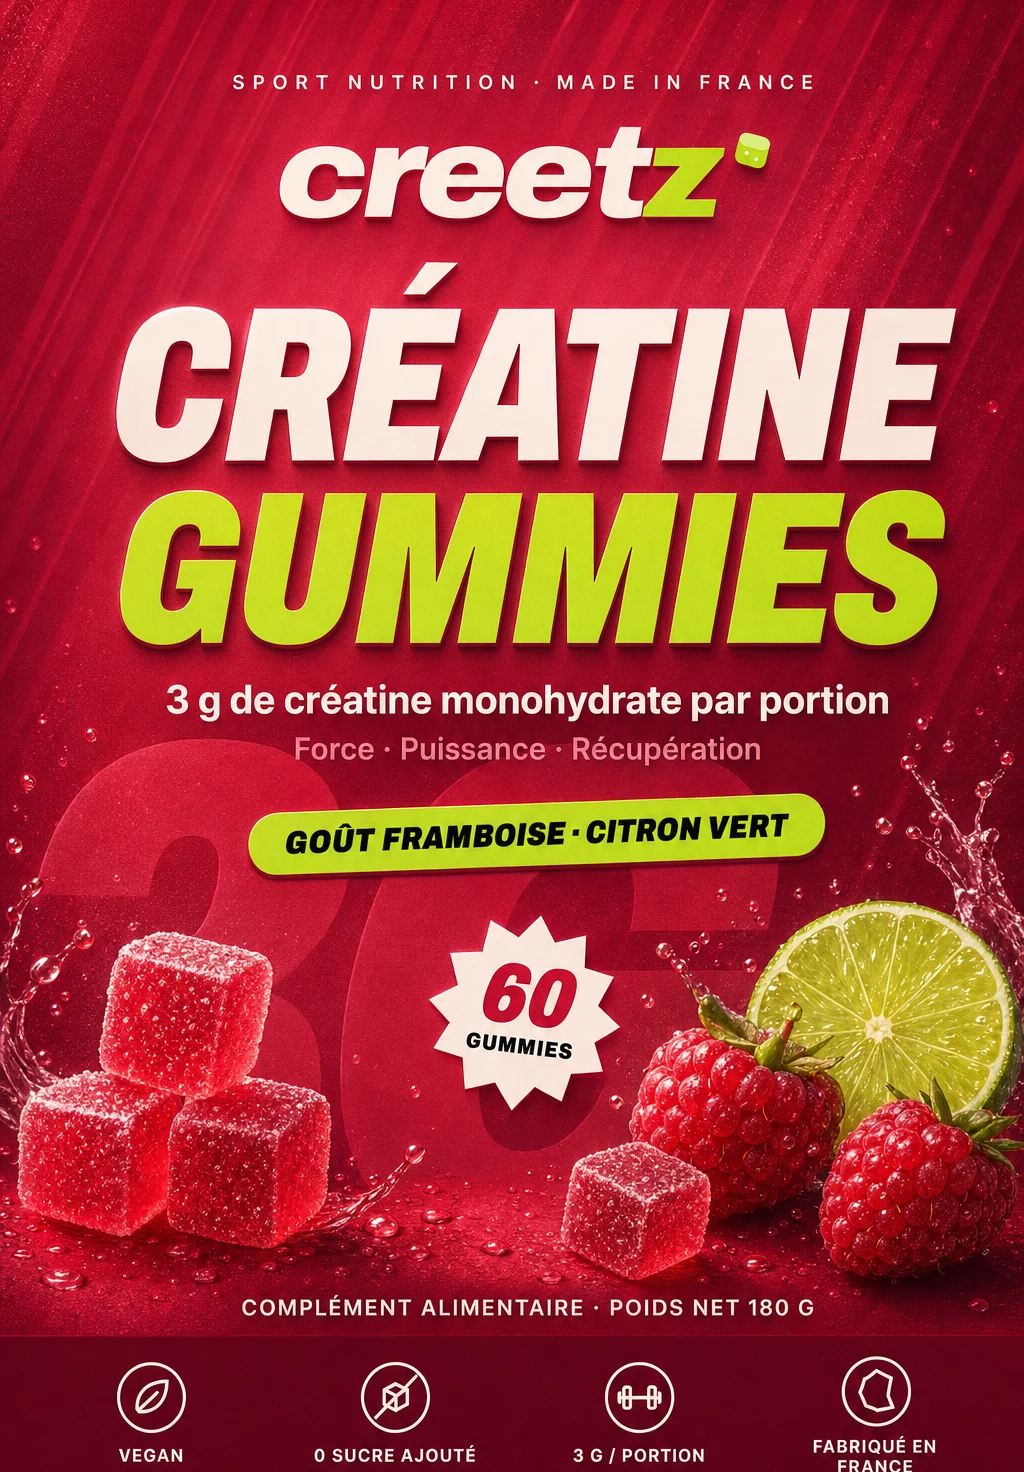 SPORT NUTRITION · MADE IN FRANCE
creetz
CRÉATINE
GUMMIES
3 g de créatine monohydrate par portion
Force · Puissance · Récupération
3G
GOÛT FRAMBOISE · CITRON VERT
60
GUMMIES
COMPLÉMENT ALIMENTAIRE · POIDS NET 180 G
VEGAN
0 SUCRE AJOUTÉ
3 G / PORTION
FABRIQUÉ EN
FRANCE